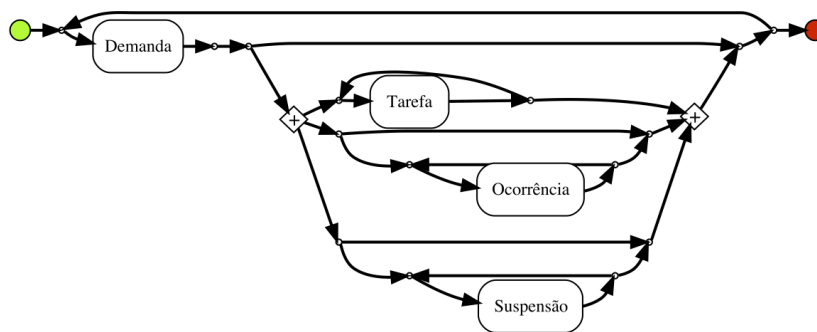 Demanda
Tarefa
+
+
Ocorrência
Suspensão